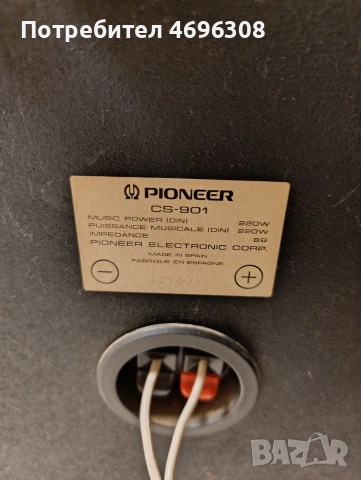 Потребител 4696308
PIONEER
CS-901
MUSIC POWER (DIN) 220W
PUISSANCE MUSICALE (DIN) 220W
IMPEDANCE 8Ω
PIONEER ELECTRONIC CORP.
MADE IN SPAIN
FABRIQUE EN ESPAGNE
− +
129601
BAZAR